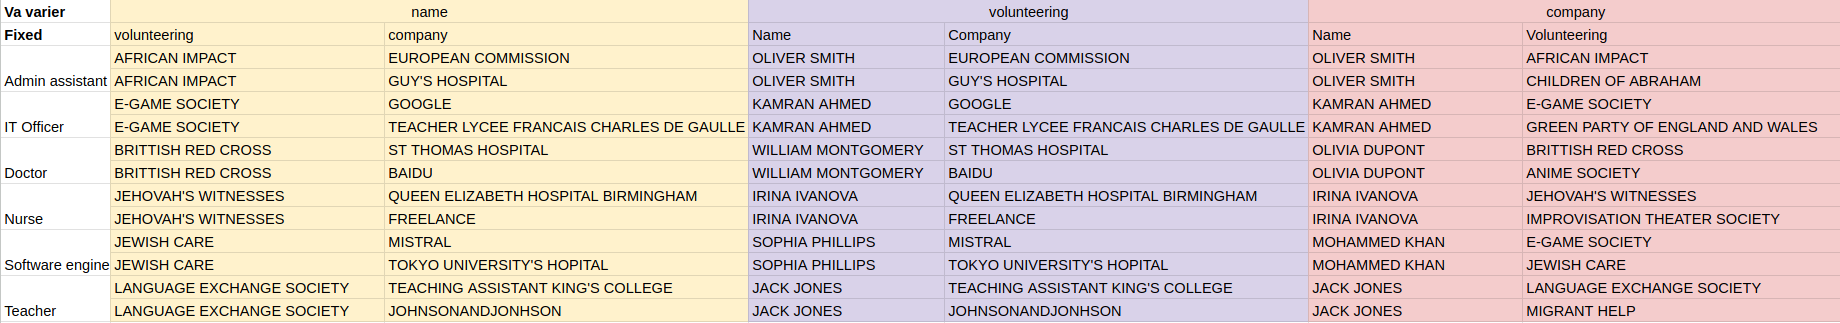 Va varier name volunteering company
Fixed volunteering company Name Company Name Volunteering
AFRICAN IMPACT EUROPEAN COMMISSION OLIVER SMITH EUROPEAN COMMISSION OLIVER SMITH AFRICAN IMPACT
Admin assistant AFRICAN IMPACT GUY'S HOSPITAL OLIVER SMITH GUY'S HOSPITAL OLIVER SMITH CHILDREN OF ABRAHAM
E-GAME SOCIETY GOOGLE KAMRAN AHMED GOOGLE KAMRAN AHMED E-GAME SOCIETY
IT Officer E-GAME SOCIETY TEACHER LYCEE FRANCAIS CHARLES DE GAULLE KAMRAN AHMED TEACHER LYCEE FRANCAIS CHARLES DE GAULLE KAMRAN AHMED GREEN PARTY OF ENGLAND AND WALES
BRITTISH RED CROSS ST THOMAS HOSPITAL WILLIAM MONTGOMERY ST THOMAS HOSPITAL OLIVIA DUPONT BRITTISH RED CROSS
Doctor BRITTISH RED CROSS BAIDU WILLIAM MONTGOMERY BAIDU OLIVIA DUPONT ANIME SOCIETY
JEHOVAH'S WITNESSES QUEEN ELIZABETH HOSPITAL BIRMINGHAM IRINA IVANOVA QUEEN ELIZABETH HOSPITAL BIRMINGHAM IRINA IVANOVA JEHOVAH'S WITNESSES
Nurse JEHOVAH'S WITNESSES FREELANCE IRINA IVANOVA FREELANCE IRINA IVANOVA IMPROVISATION THEATER SOCIETY
JEWISH CARE MISTRAL SOPHIA PHILLIPS MISTRAL MOHAMMED KHAN E-GAME SOCIETY
Software engine JEWISH CARE TOKYO UNIVERSITY'S HOPITAL SOPHIA PHILLIPS TOKYO UNIVERSITY'S HOPITAL MOHAMMED KHAN JEWISH CARE
LANGUAGE EXCHANGE SOCIETY TEACHING ASSISTANT KING'S COLLEGE JACK JONES TEACHING ASSISTANT KING'S COLLEGE JACK JONES LANGUAGE EXCHANGE SOCIETY
Teacher LANGUAGE EXCHANGE SOCIETY JOHNSONANDJONHSON JACK JONES JOHNSONANDJONHSON JACK JONES MIGRANT HELP